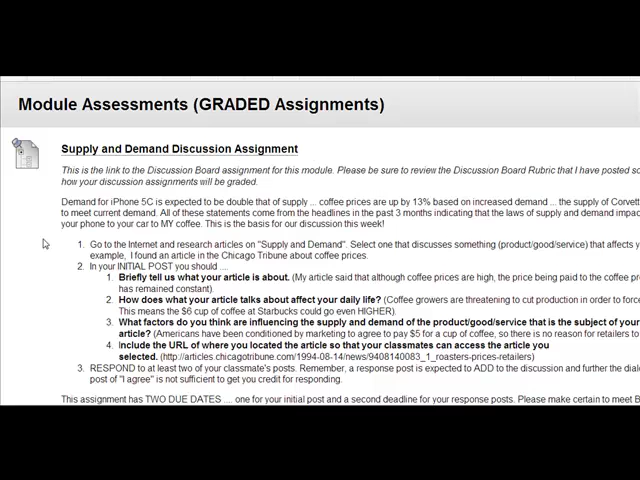 Module Assessments (GRADED Assignments)
Supply and Demand Discussion Assignment
This is the link to the Discussion Board assignment for this module. Please be sure to review the Discussion Board Rubric that I have posted so
how your discussion assignments will be graded.
Demand for iPhone 5C is expected to be double that of supply ... coffee prices are up by 13% based on increased demand ... the supply of Corvett
to meet current demand. All of these statements come from the headlines in the past 3 months indicating that the laws of supply and demand impac
your phone to your car to MY coffee. This is the basis for our discussion this week!
1. Go to the Internet and research articles on "Supply and Demand". Select one that discusses something (product/good/service) that affects y
example, I found an article in the Chicago Tribune about coffee prices.
2. In your INITIAL POST you should ....
1. Briefly tell us what your article is about. (My article said that although coffee prices are high, the price being paid to the coffee pr
has remained constant).
2. How does what your article talks about affect your daily life? (Coffee growers are threatening to cut production in order to force
This means the $6 cup of coffee at Starbucks could go even HIGHER).
3. What factors do you think are influencing the supply and demand of the product/good/service that is the subject of your
article? (Americans have been conditioned by marketing to agree to pay $5 for a cup of coffee, so there is no reason for retailers to
4. Include the URL of where you located the article so that your classmates can access the article you
selected. (http://articles.chicagotribune.com/1994-08-14/news/9408140083_1_roasters-prices-retailers)
3. RESPOND to at least two of your classmate's posts. Remember, a response post is expected to ADD to the discussion and further the dialo
post of "I agree" is not sufficient to get you credit for responding.
This assignment has TWO DUE DATES .... one for your initial post and a second deadline for your response posts. Please make certain to meet B